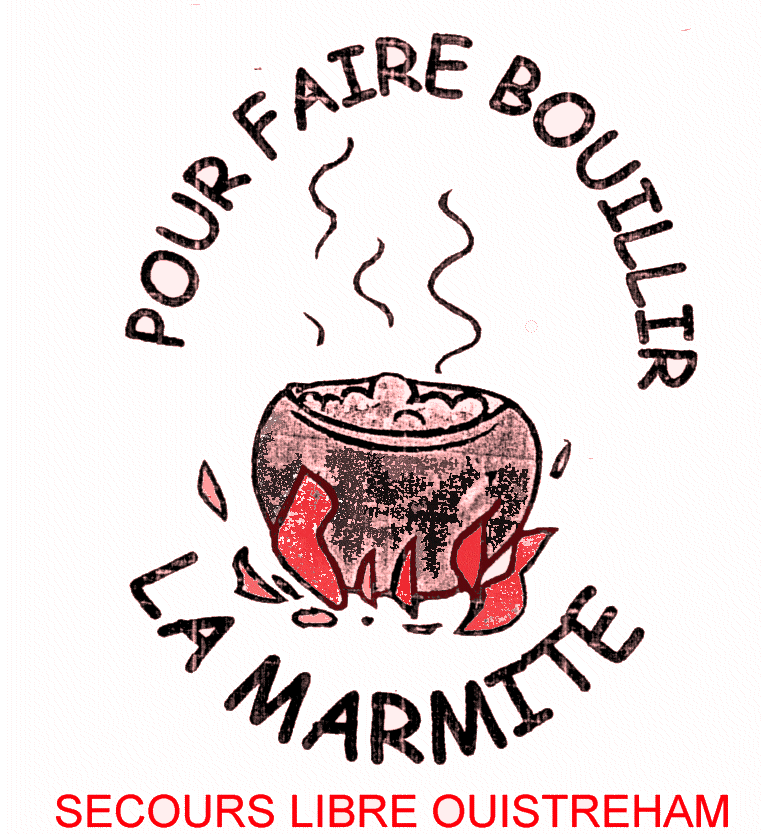 POUR FAIRE BOUILLIR
LA MARMITE
SECOURS LIBRE OUISTREHAM